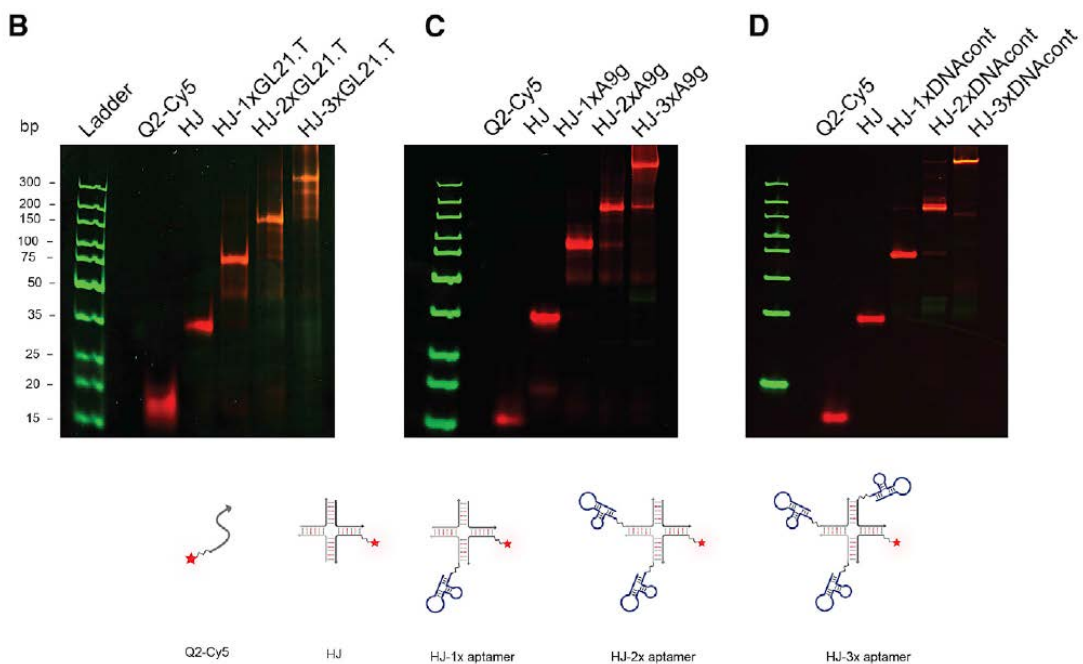 B
bp
Ladder
Q2-Cy5
HJ
HJ-1xGL21.T
HJ-2xGL21.T
HJ-3xGL21.T
300
200
150
100
75
50
35
25
20
15
C
Q2-Cy5
HJ
HJ-1xA9g
HJ-2xA9g
HJ-3xA9g
D
Q2-Cy5
HJ
HJ-1xDNAcont
HJ-2xDNAcont
HJ-3xDNAcont
Q2-Cy5
HJ
HJ-1x aptamer
HJ-2x aptamer
HJ-3x aptamer